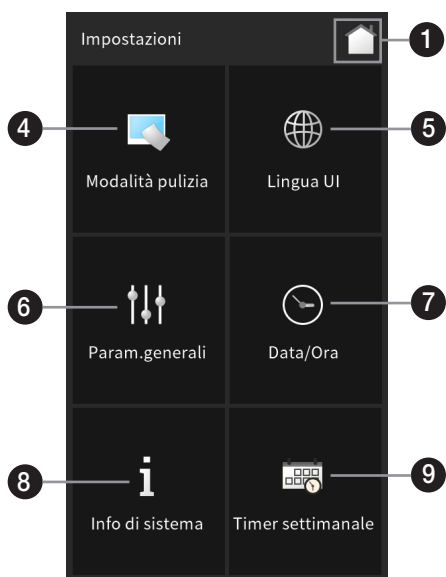 Impostazioni
1
4
5
Modalità pulizia
Lingua UI
6
7
Param.generali
Data/Ora
8
9
Info di sistema
Timer settimanale